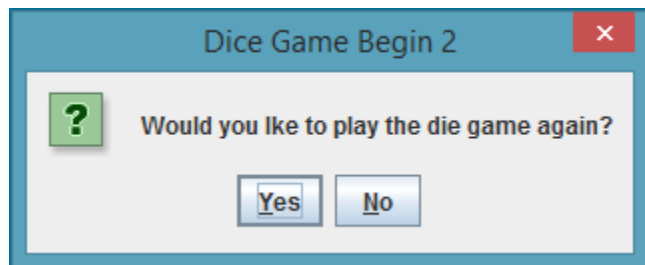 Dice Game Begin 2
Would you lke to play the die game again?
Yes No